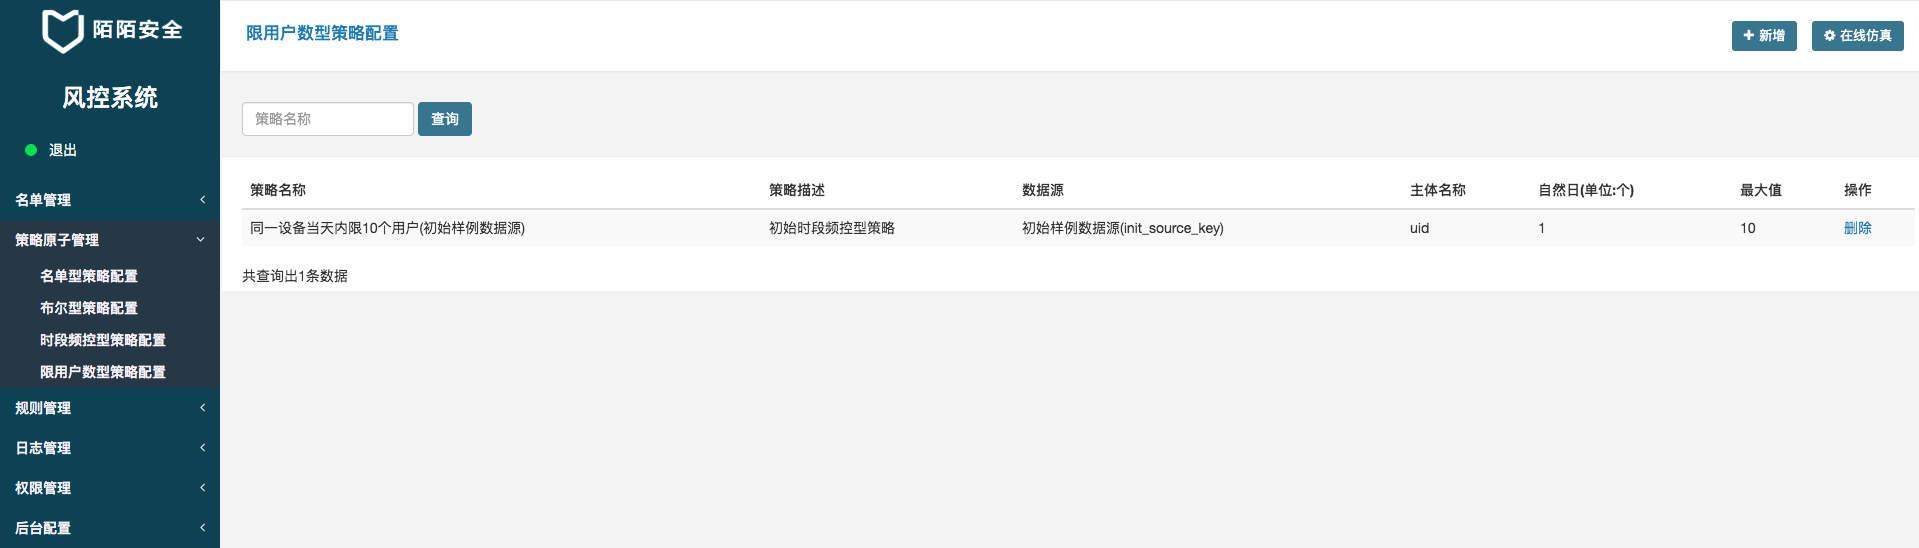 陌陌安全
风控系统
退出
名单管理
策略原子管理
名单型策略配置
布尔型策略配置
时段频控型策略配置
限用户数型策略配置
规则管理
日志管理
权限管理
后台配置
限用户数型策略配置
新增 在线仿真
策略名称 查询
策略名称 策略描述 数据源 主体名称 自然日(单位:个) 最大值 操作
同一设备当天内限10个用户(初始样例数据源) 初始时段频控型策略 初始样例数据源(init_source_key) uid 1 10 删除
共查询出1条数据